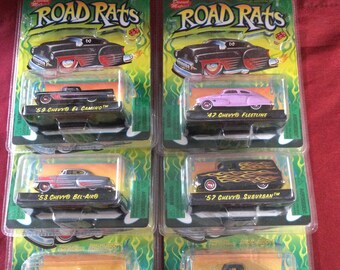 ROAD RATS
ROAD RATS
'59 CHEVY® EL CAMINO™
'47 CHEVY® FLEETLINE
'53 CHEVY® BEL-AIR®
'57 CHEVY® SUBURBAN™